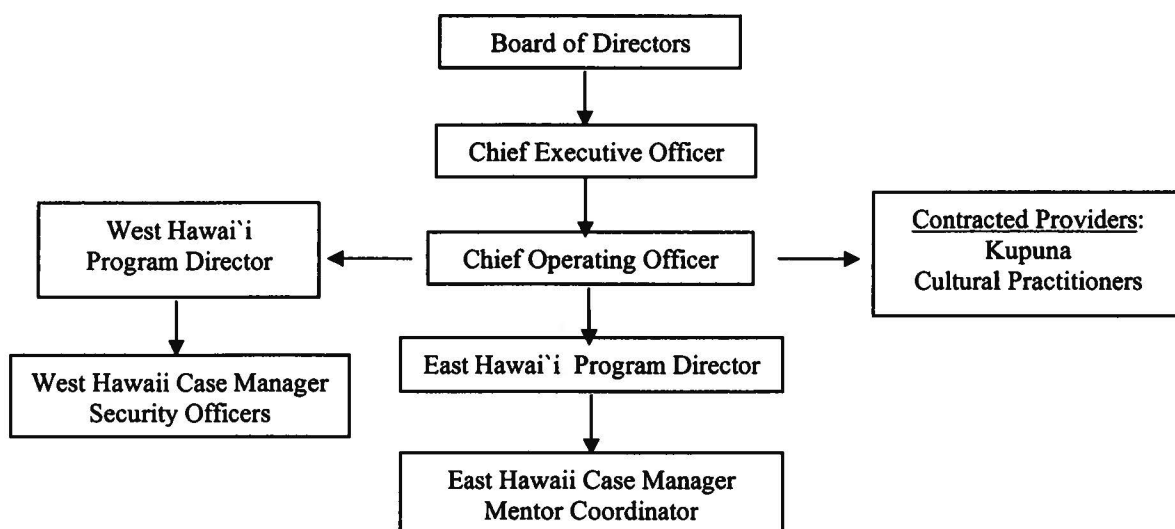 Board of Directors
Chief Executive Officer
West Hawai`i
Program Director
Chief Operating Officer
Contracted Providers:
Kupuna
Cultural Practitioners
East Hawai`i Program Director
West Hawaii Case Manager
Security Officers
East Hawaii Case Manager
Mentor Coordinator